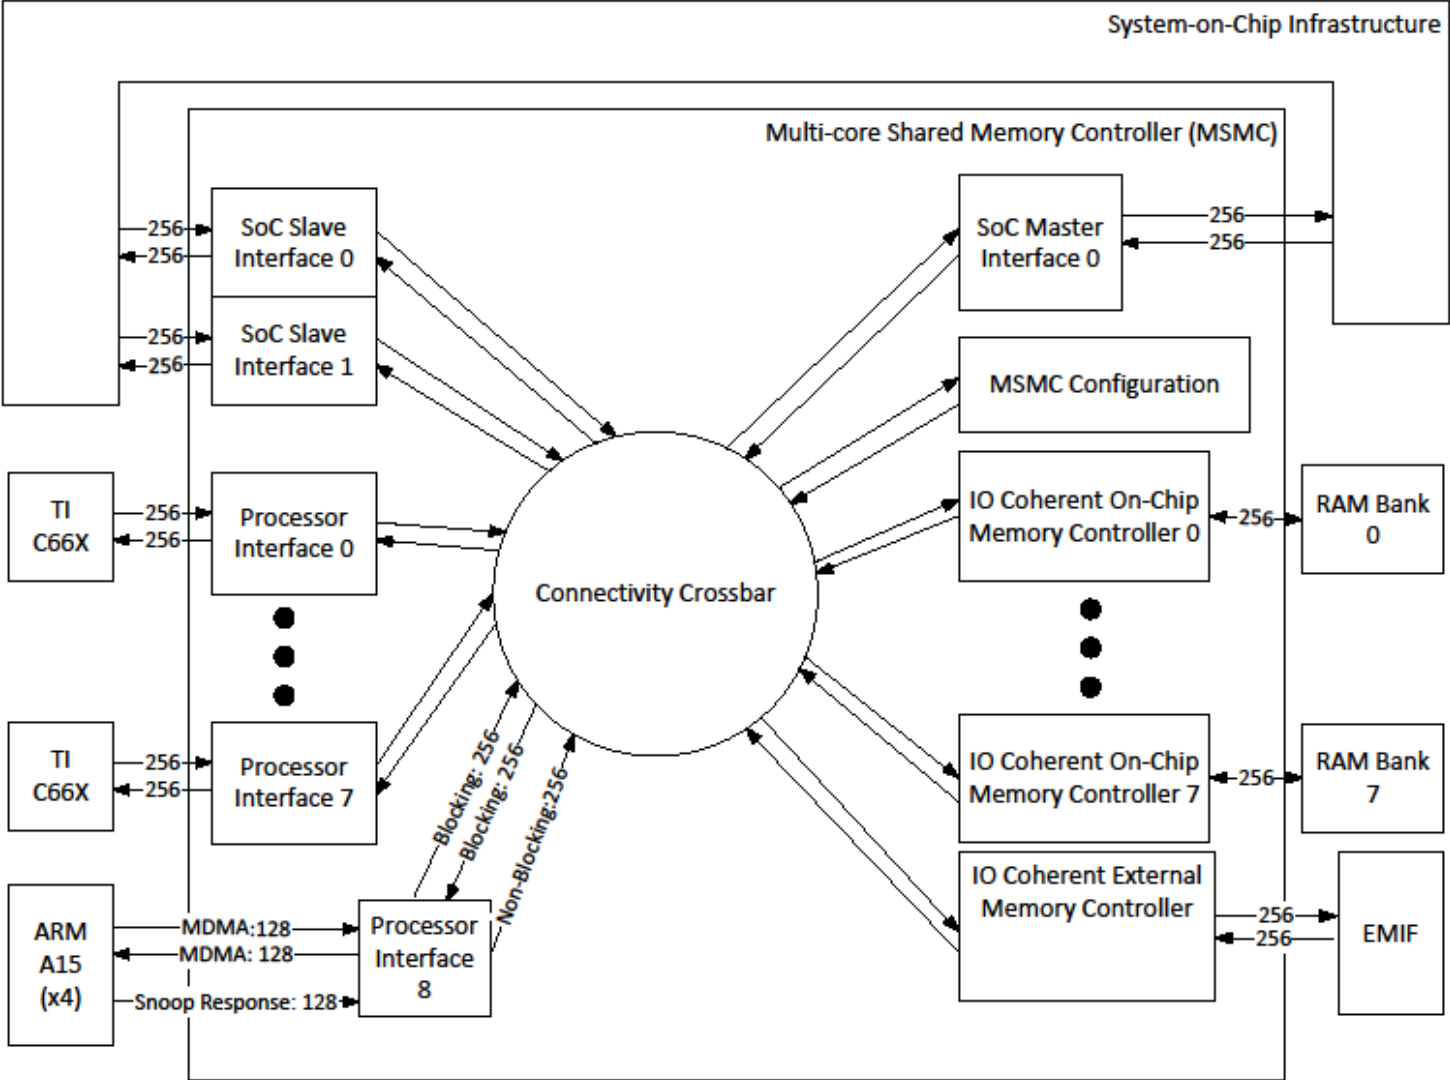 System-on-Chip Infrastructure
Multi-core Shared Memory Controller (MSMC)
256
256
SoC Slave
Interface 0
256
256
SoC Slave
Interface 1
SoC Master
Interface 0
256
256
MSMC Configuration
TI
C66X
256
256
Processor
Interface 0
Connectivity Crossbar
IO Coherent On-Chip
Memory Controller 0
256
RAM Bank
0
TI
C66X
256
256
Processor
Interface 7
Blocking: 256
Blocking: 256
Non-Blocking:256
IO Coherent On-Chip
Memory Controller 7
256
RAM Bank
7
ARM
A15
(x4)
MDMA:128
MDMA: 128
Snoop Response: 128
Processor
Interface
8
IO Coherent External
Memory Controller
256
256
EMIF